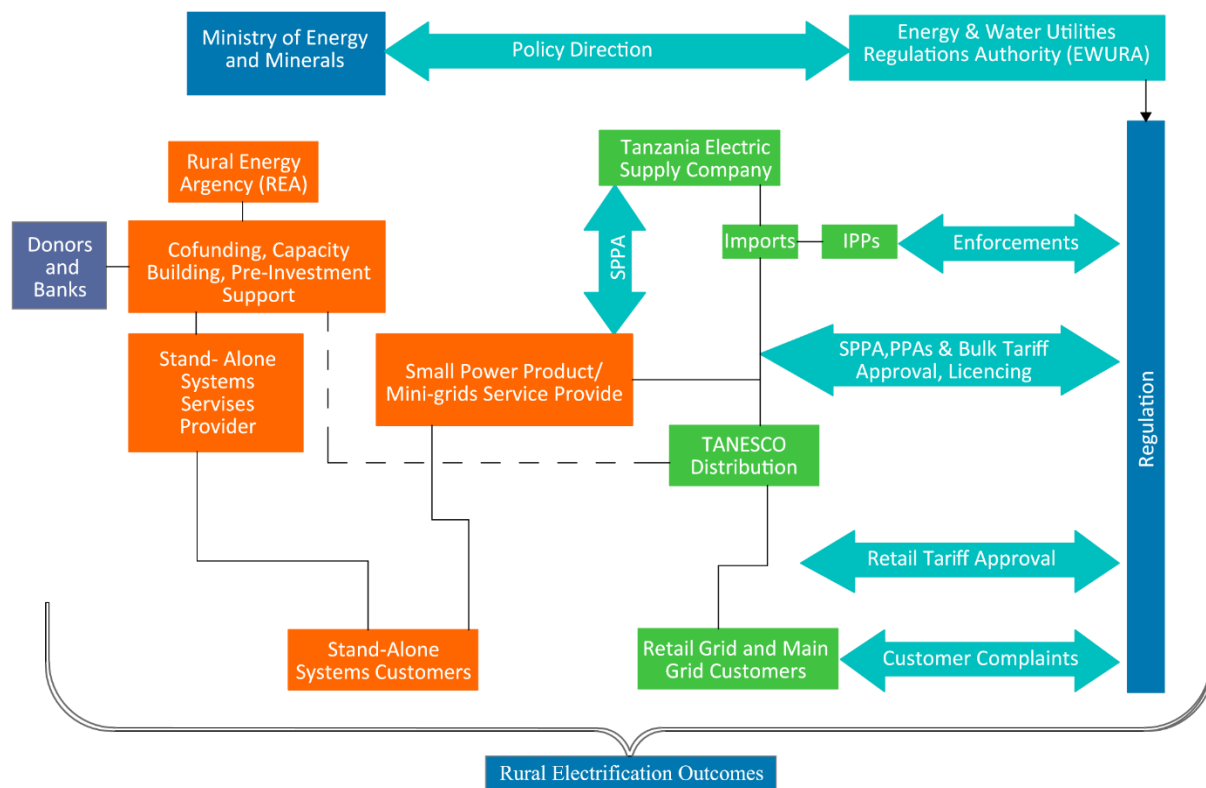 Ministry of Energy
and Minerals
Policy Direction
Energy & Water Utilities
Regulations Authority (EWURA)
Rural Energy
Argency (REA)
Tanzania Electric
Supply Company
Donors
and
Banks
Cofunding, Capacity
Building, Pre-Investment
Support
SPPA
Imports
IPPs
Enforcements
Stand- Alone
Systems
Servises
Provider
Small Power Product/
Mini-grids Service Provide
SPPA,PPAs & Bulk Tariff
Approval, Licencing
Regulation
TANESCO
Distribution
Retail Tariff Approval
Stand-Alone
Systems Customers
Retail Grid and Main
Grid Customers
Customer Complaints
Rural Electrification Outcomes